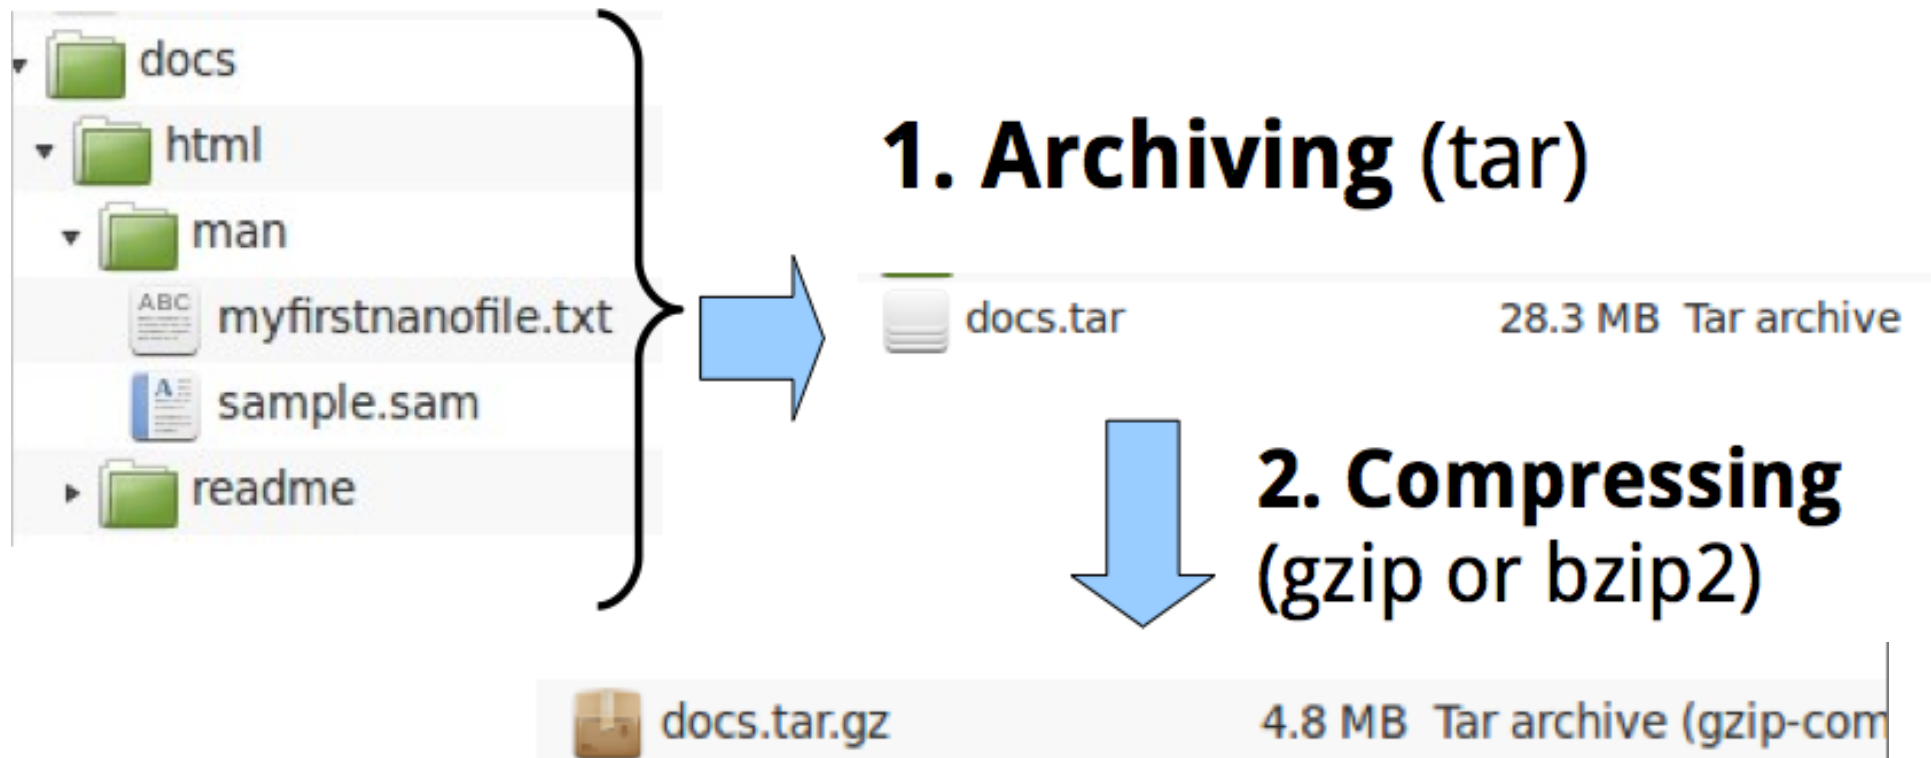 docs
html
man
ABC
myfirstnanofile.txt
A
sample.sam
readme
1. Archiving (tar)
docs.tar 28.3 MB Tar archive
2. Compressing
(gzip or bzip2)
docs.tar.gz 4.8 MB Tar archive (gzip-com